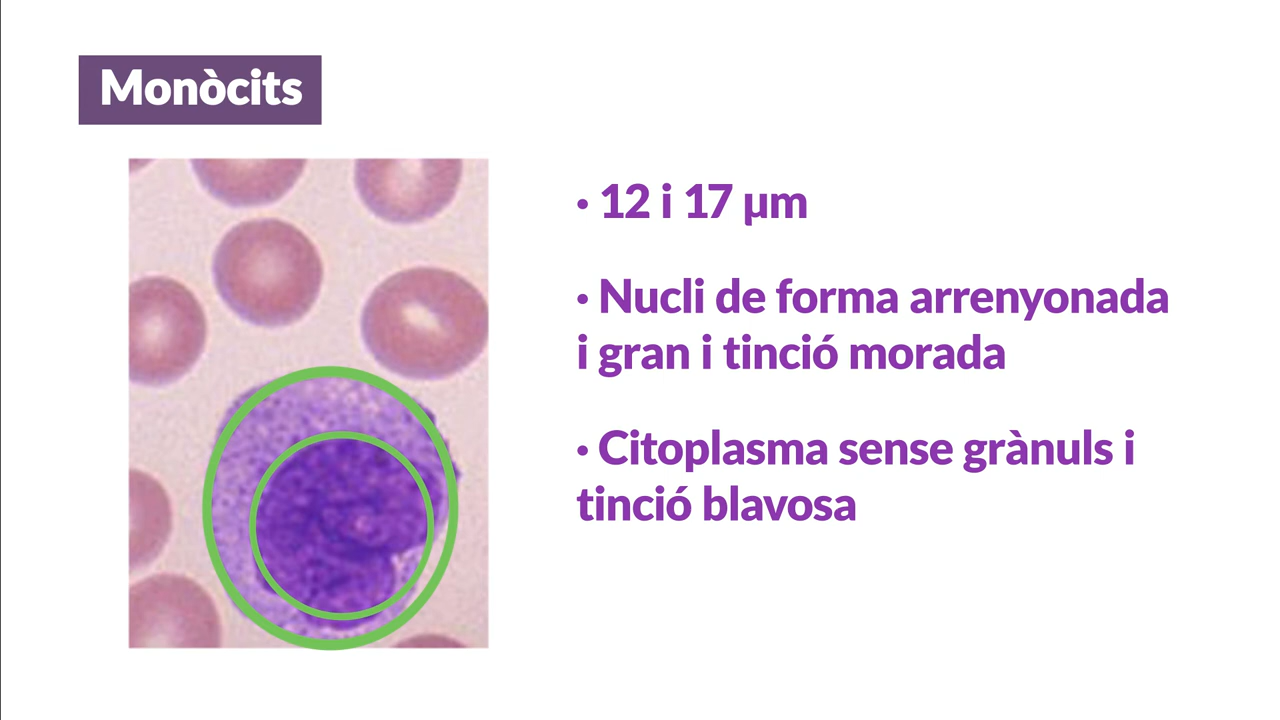 Monòcits
· 12 i 17 µm
· Nucli de forma arrenyonada
i gran i tinció morada
· Citoplasma sense grànuls i
tinció blavosa